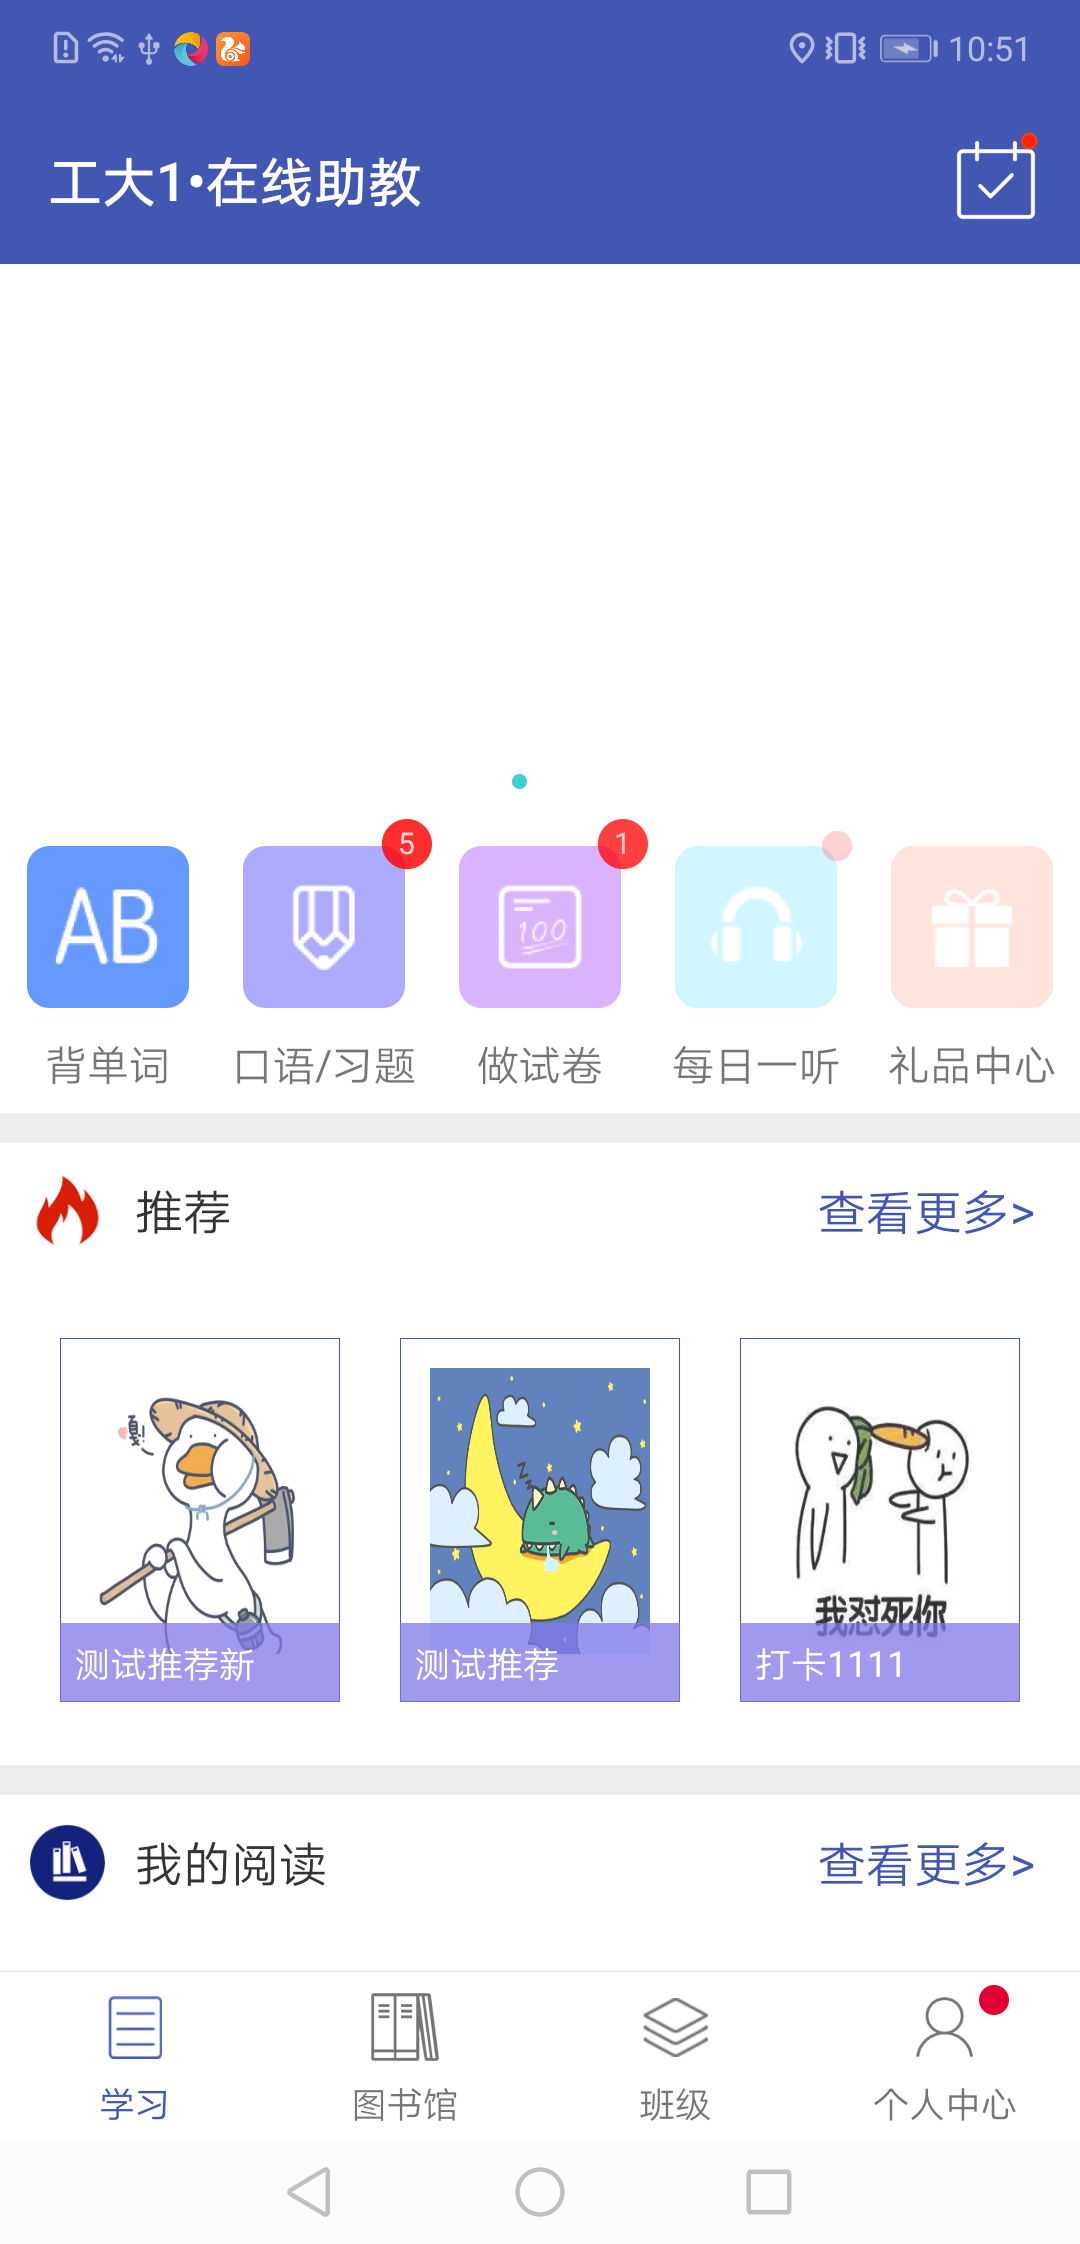 10:51
工大1•在线助教
AB
5
100
1
背单词
口语/习题
做试卷
每日一听
礼品中心
推荐
查看更多>
嘎!
z z z
我怼死你
测试推荐新
测试推荐
打卡1111
我的阅读
查看更多>
学习
图书馆
班级
个人中心